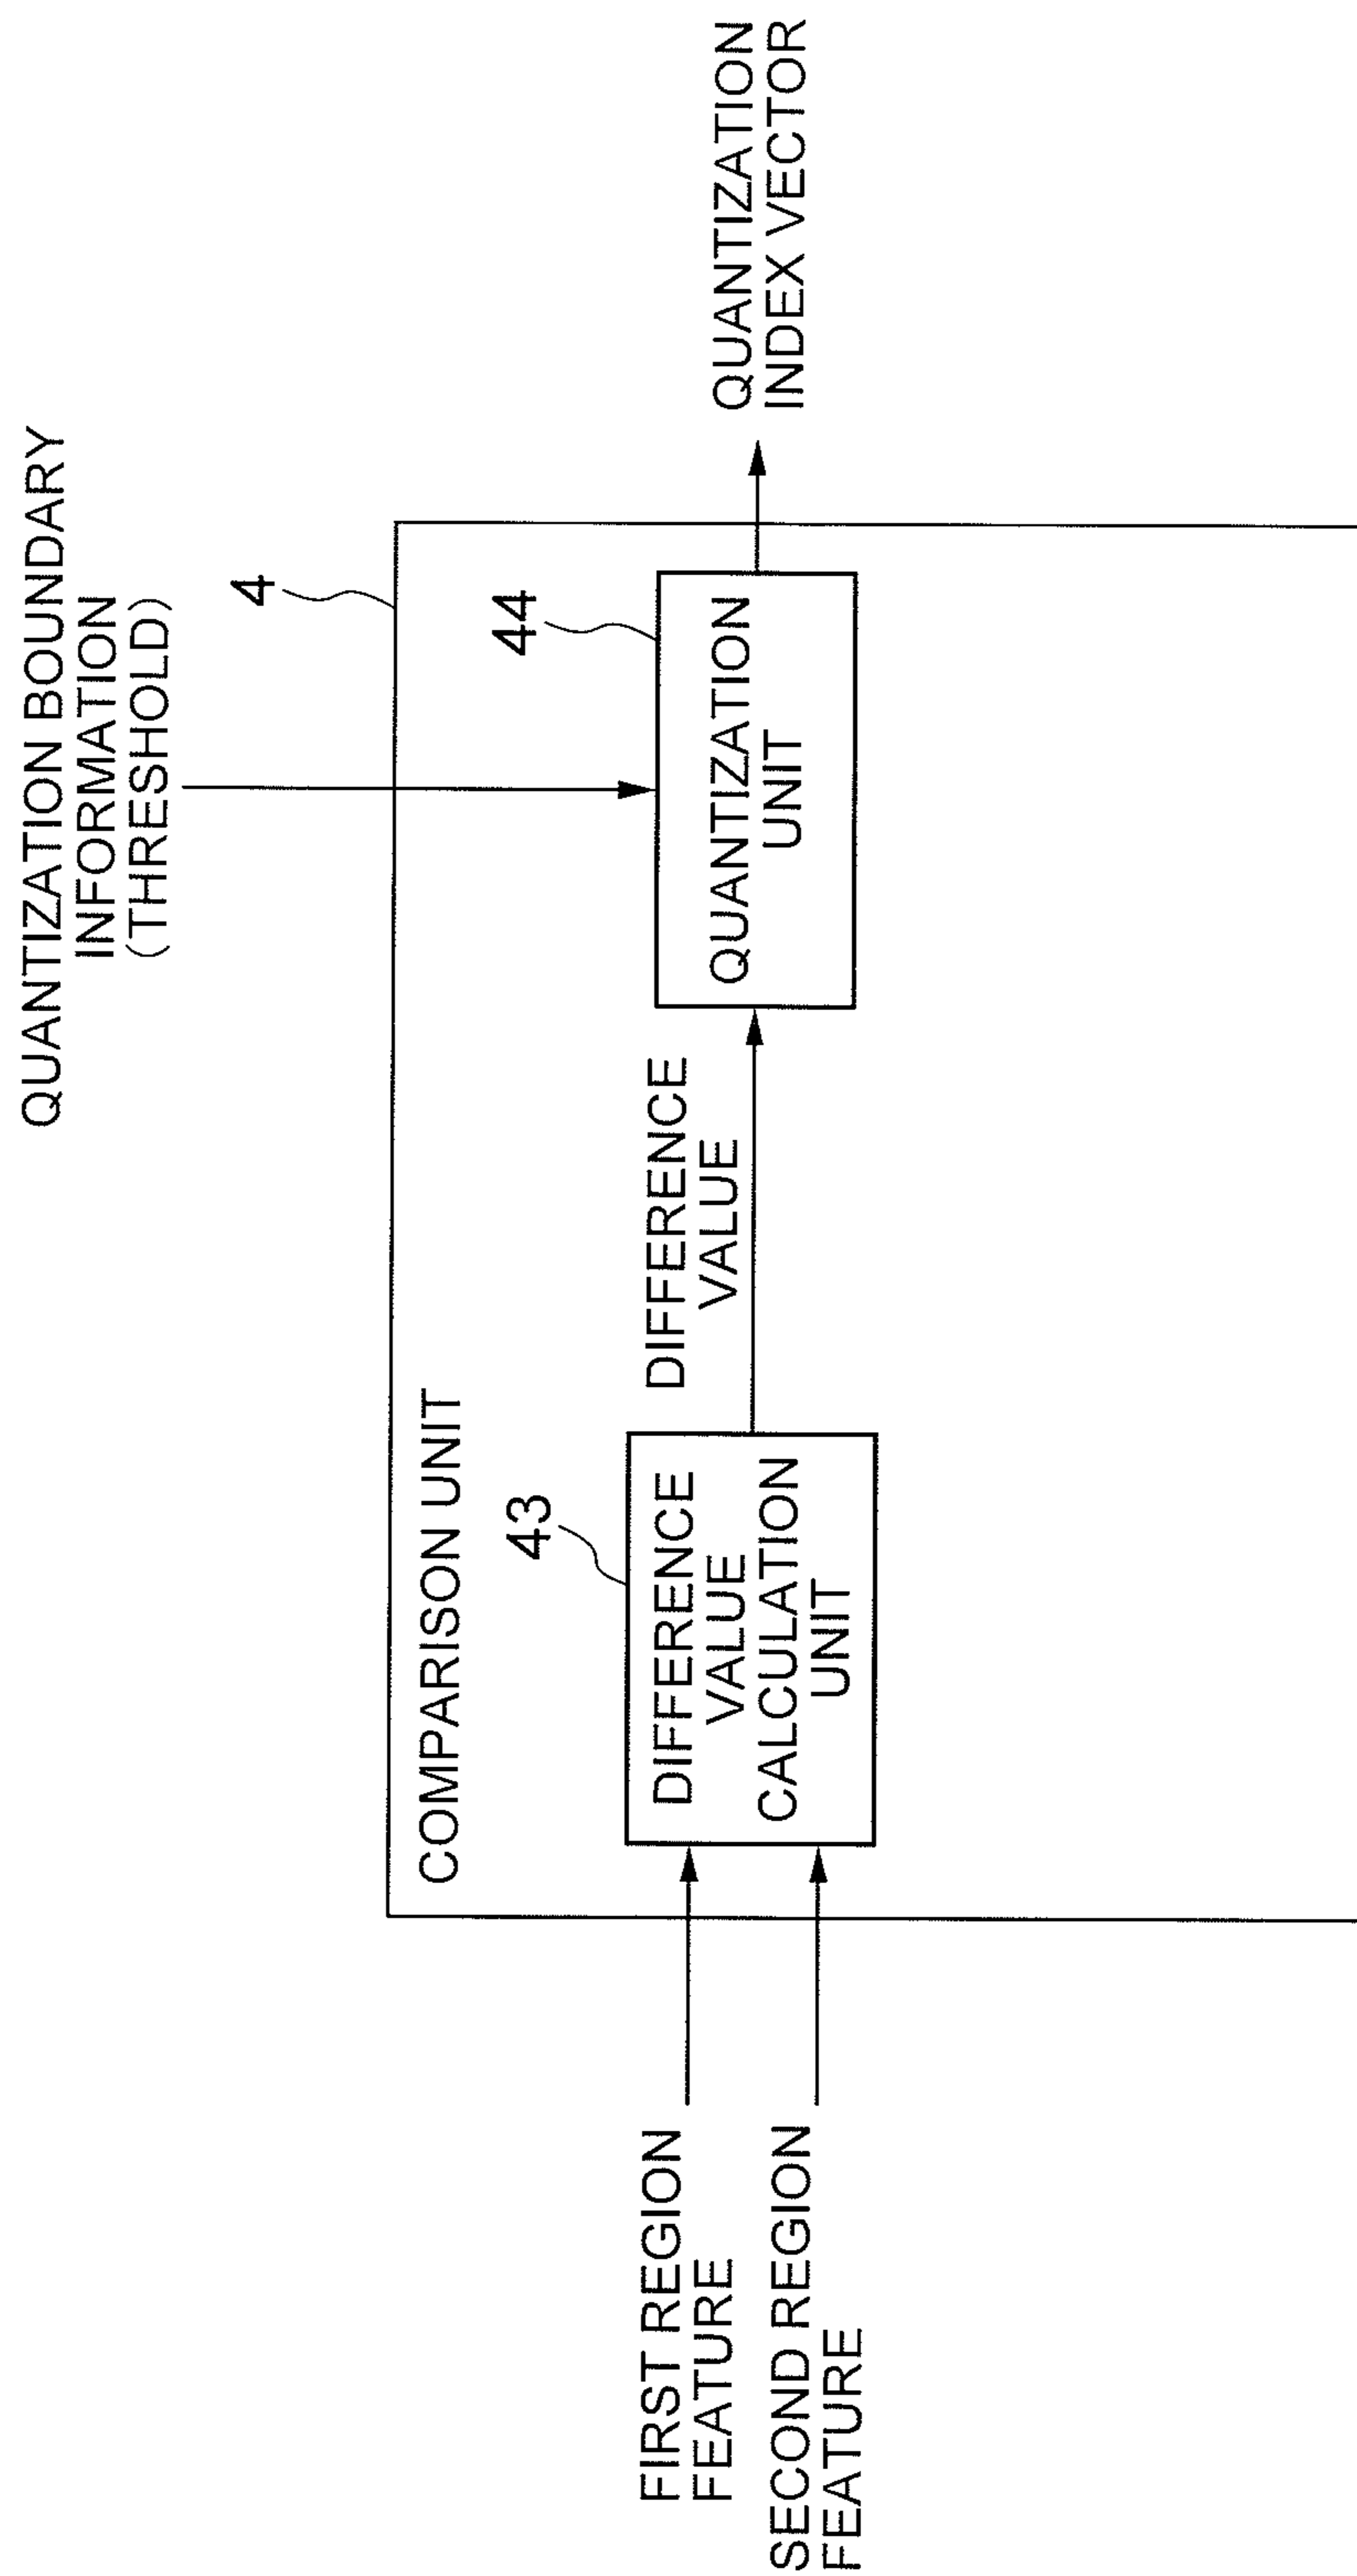 QUANTIZATION BOUNDARY
INFORMATION
(THRESHOLD)
4
COMPARISON UNIT
43
DIFFERENCE
VALUE
CALCULATION
UNIT
DIFFERENCE
VALUE
44
QUANTIZATION
UNIT
FIRST REGION
FEATURE
SECOND REGION
FEATURE
QUANTIZATION
INDEX VECTOR